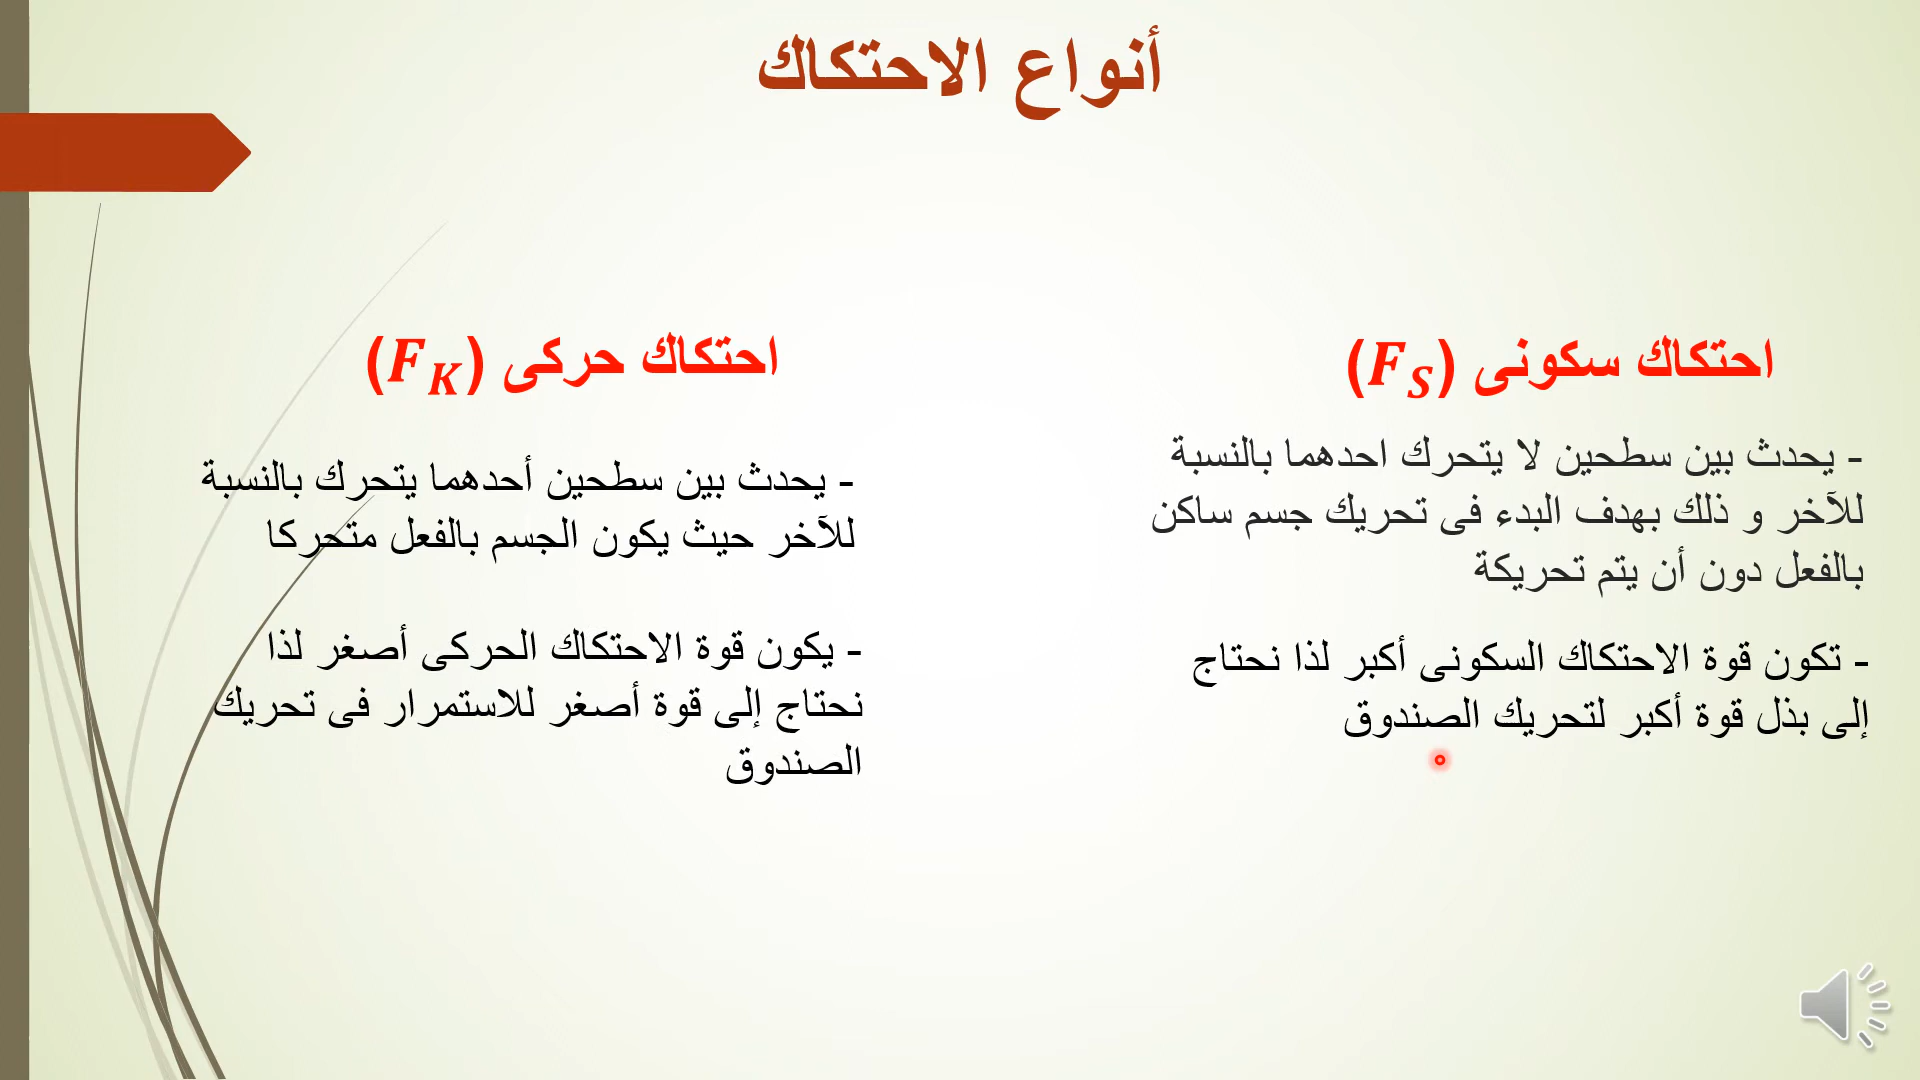 أنواع الاحتكاك
احتكاك سكونى (F_S)
- يحدث بين سطحين لا يتحرك احدهما بالنسبة
للآخر و ذلك بهدف البدء فى تحريك جسم ساكن
بالفعل دون أن يتم تحريكة
- تكون قوة الاحتكاك السكونى أكبر لذا نحتاج
إلى بذل قوة أكبر لتحريك الصندوق
احتكاك حركى (F_K)
- يحدث بين سطحين أحدهما يتحرك بالنسبة
للآخر حيث يكون الجسم بالفعل متحركا
- يكون قوة الاحتكاك الحركى أصغر لذا
نحتاج إلى قوة أصغر للاستمرار فى تحريك
الصندوق